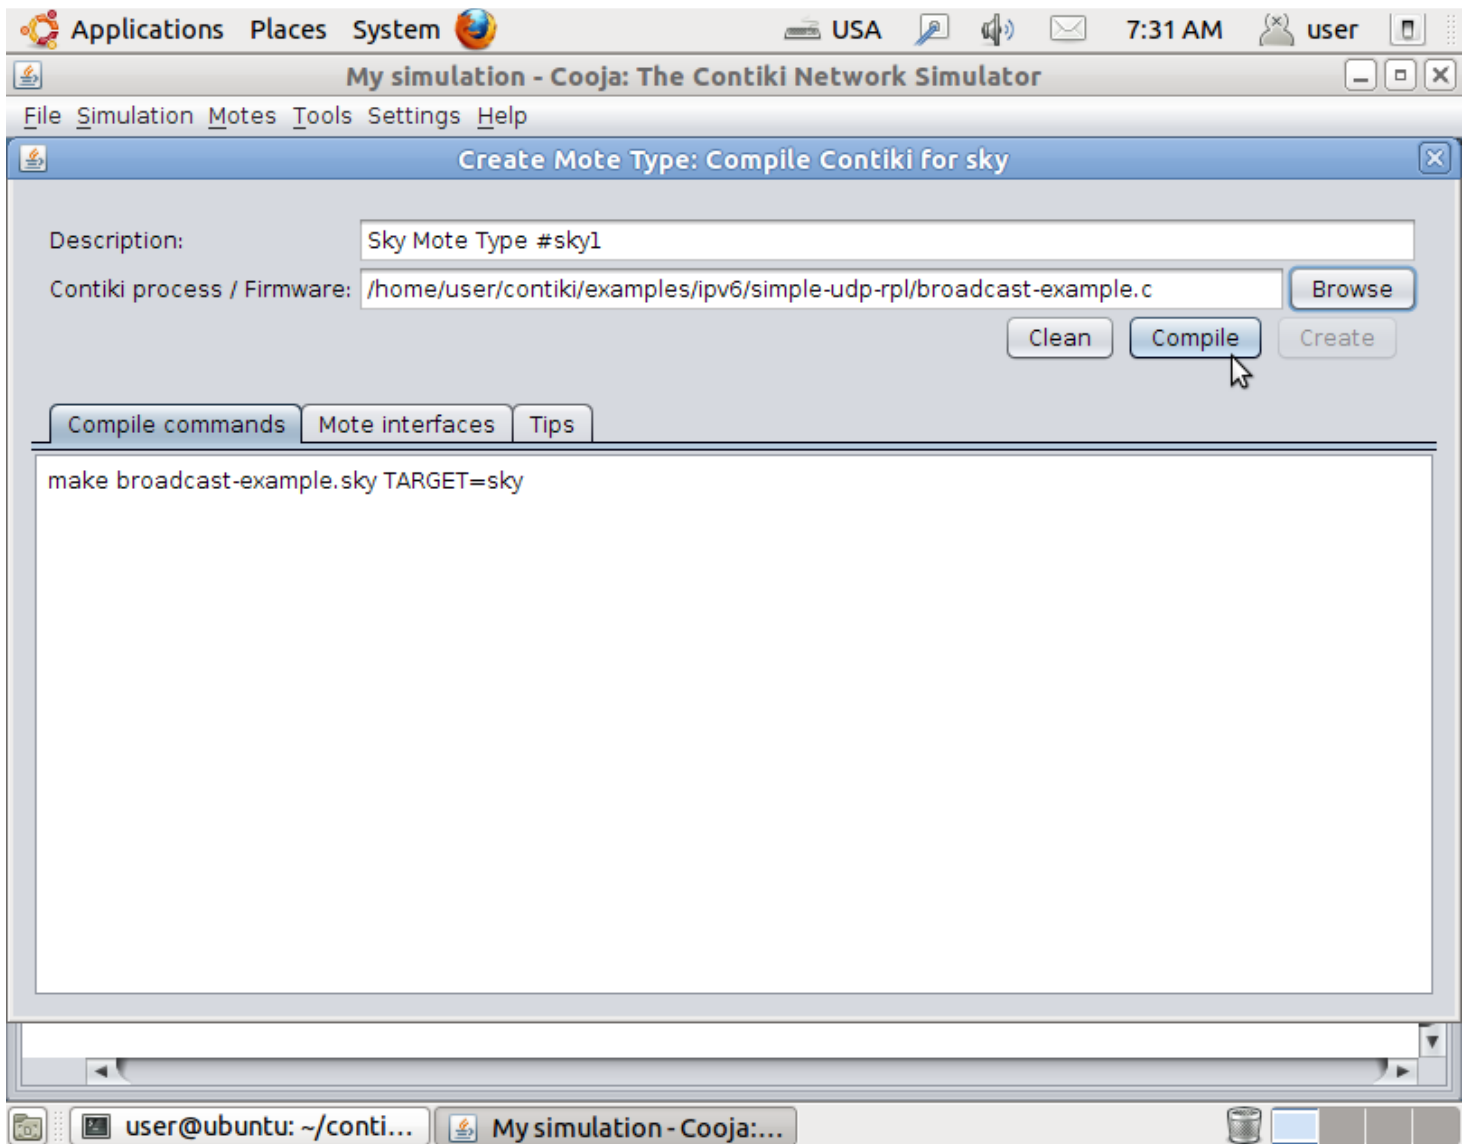 Applications Places System USA 7:31 AM user
My simulation - Cooja: The Contiki Network Simulator
File Simulation Motes Tools Settings Help
Create Mote Type: Compile Contiki for sky
Description: Sky Mote Type #sky1
Contiki process / Firmware: /home/user/contiki/examples/ipv6/simple-udp-rpl/broadcast-example.c Browse
Clean Compile Create
Compile commands Mote interfaces Tips
make broadcast-example.sky TARGET=sky
user@ubuntu: ~/conti... My simulation - Cooja:...